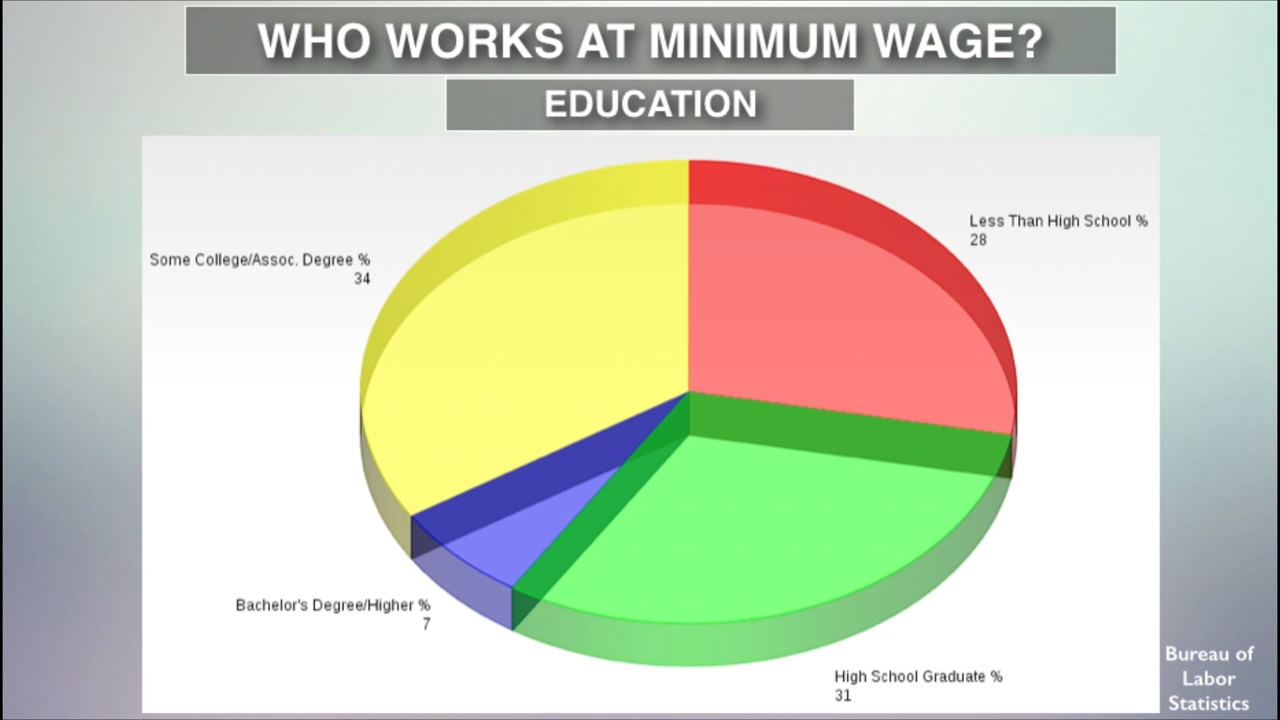 WHO WORKS AT MINIMUM WAGE?
EDUCATION
Less Than High School %
28
Some College/Assoc. Degree %
34
Bachelor's Degree/Higher %
7
High School Graduate %
31
Bureau of
Labor
Statistics